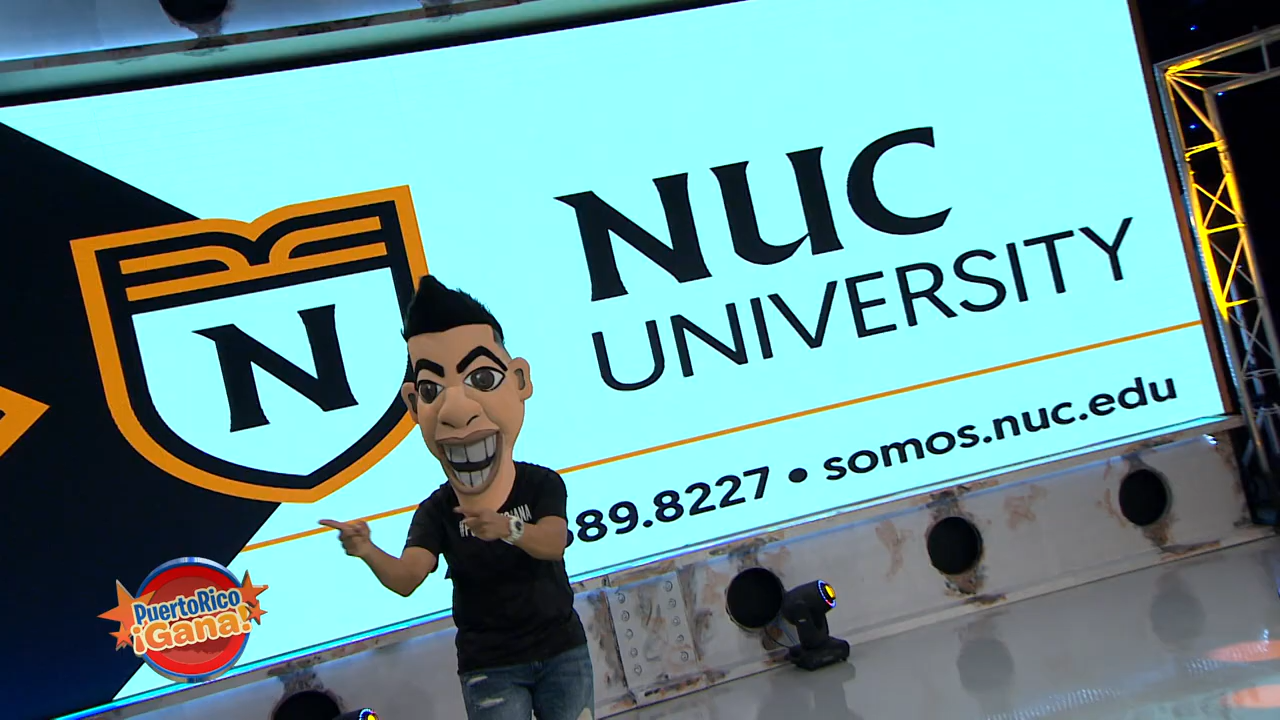 NUC
UNIVERSITY
N
89.8227 • somos.nuc.edu
PuertoRico
¡Gana!